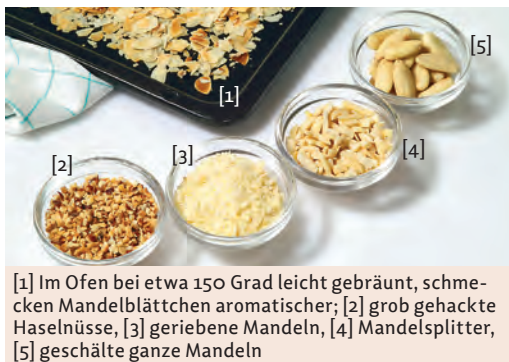 [5]
[1]
[4]
[3]
[2]
[1] Im Ofen bei etwa 150 Grad leicht gebräunt, schme-
cken Mandelblättchen aromatischer; [2] grob gehackte
Haselnüsse, [3] geriebene Mandeln, [4] Mandelsplitter,
[5] geschälte ganze Mandeln